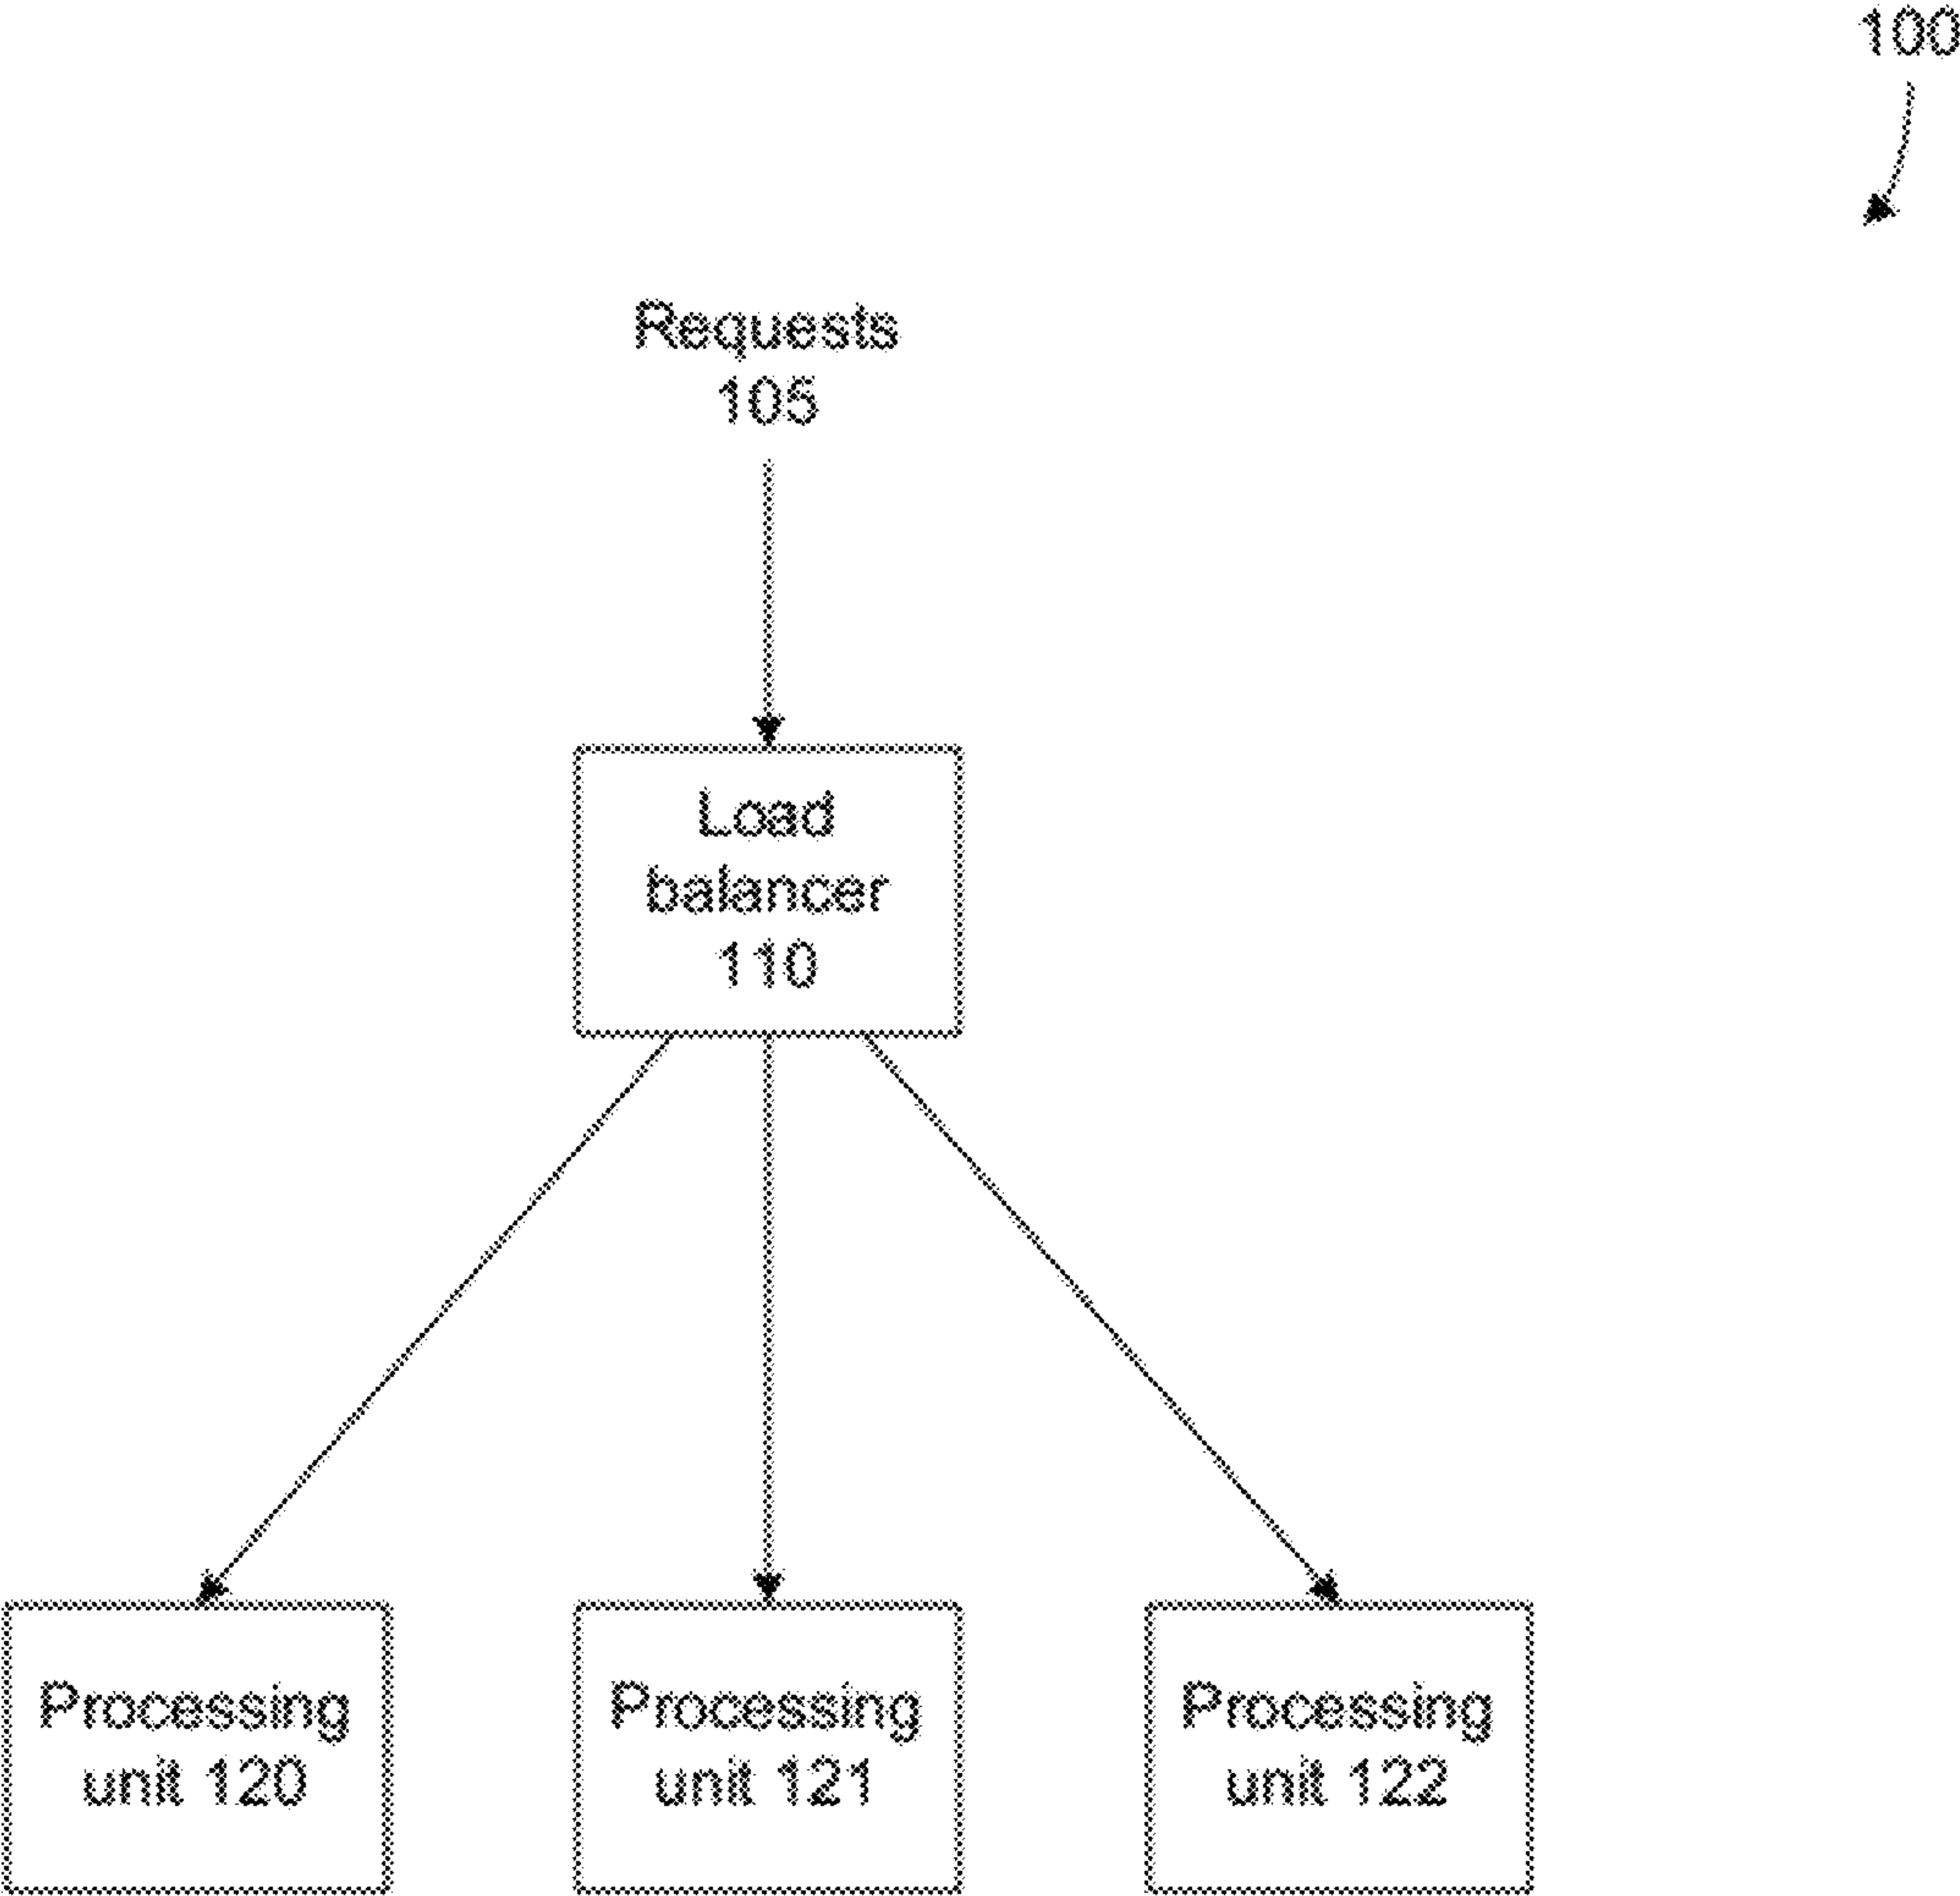 100
Requests
105
Load
balancer
110
Processing
unit 120
Processing
unit 121
Processing
unit 122